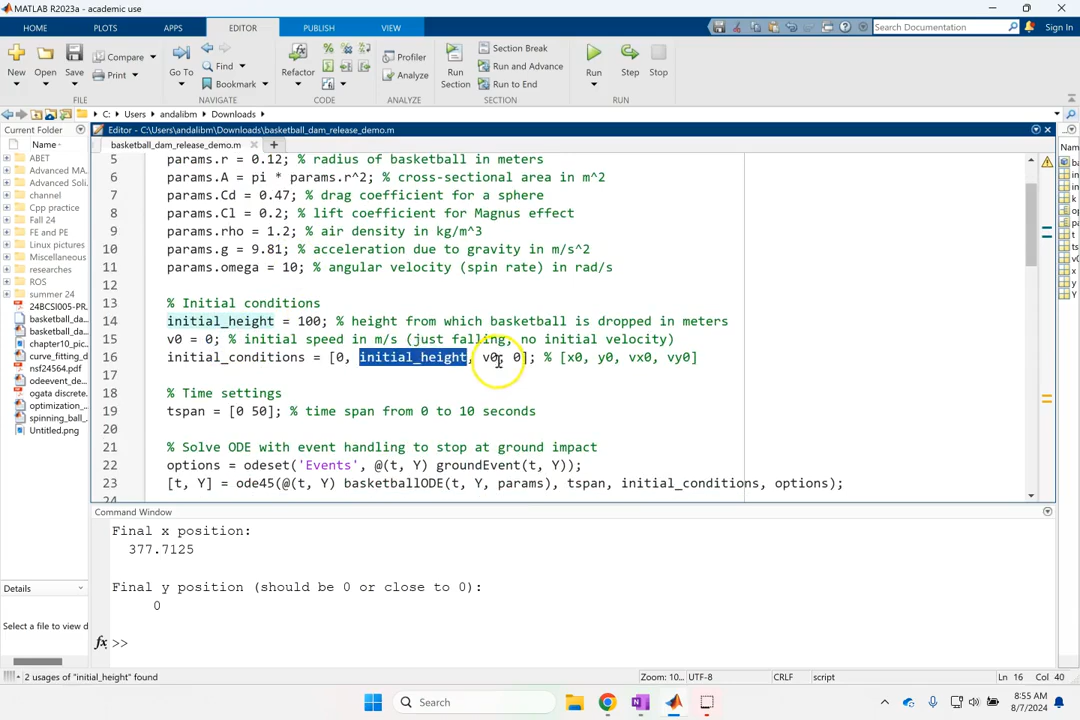 MATLAB R2023a - academic use
HOME PLOTS APPS EDITOR PUBLISH VIEW
Search Documentation
Sign In
New Open Save Compare Print
Go To Find Bookmark
Refactor
Profiler Analyze
Run Section
Section Break
Run and Advance
Run to End
Run Step Stop
FILE NAVIGATE CODE ANALYZE SECTION RUN
C: Users andalibm Downloads
Current Folder
Name
ABET
Advanced MA..
Advanced Soli..
channel
Cpp practice
Fall 24
FE and PE
Linux pictures
Miscellaneous
researches
ROS
summer 24
24BCSI005-PR..
basketball_da..
basketball_da..
chapter10_pic..
curve_fitting_d..
nsf24564.pdf
odeevent_de..
ogata discrete..
optimization_..
spinning_ball_..
Untitled.png
Details
Select a file to view d
Editor - C:\Users\andalibm\Downloads\basketball_dam_release_demo.m
basketball_dam_release_demo.m
5 params.r = 0.12; % radius of basketball in meters
6 params.A = pi * params.r^2; % cross-sectional area in m^2
7 params.Cd = 0.47; % drag coefficient for a sphere
8 params.Cl = 0.2; % lift coefficient for Magnus effect
9 params.rho = 1.2; % air density in kg/m^3
10 params.g = 9.81; % acceleration due to gravity in m/s^2
11 params.omega = 10; % angular velocity (spin rate) in rad/s
12
13 % Initial conditions
14 initial_height = 100; % height from which basketball is dropped in meters
15 v0 = 0; % initial speed in m/s (just falling, no initial velocity)
16 initial_conditions = [0, initial_height, v0, 0]; % [x0, y0, vx0, vy0]
17
18 % Time settings
19 tspan = [0 50]; % time span from 0 to 10 seconds
20
21 % Solve ODE with event handling to stop at ground impact
22 options = odeset('Events', @(t, Y) groundEvent(t, Y));
23 [t, Y] = ode45(@(t, Y) basketballODE(t, Y, params), tspan, initial_conditions, options);
24
Command Window
Final x position:
377.7125
Final y position (should be 0 or close to 0):
0
fx >>
Nam
ba
in
in
k
op
pa
t
ts
v(
x
y
Y
2 usages of "initial_height" found
Zoom: 10... UTF-8 CRLF script Ln 16 Col 40
Search
8:55 AM
8/7/2024